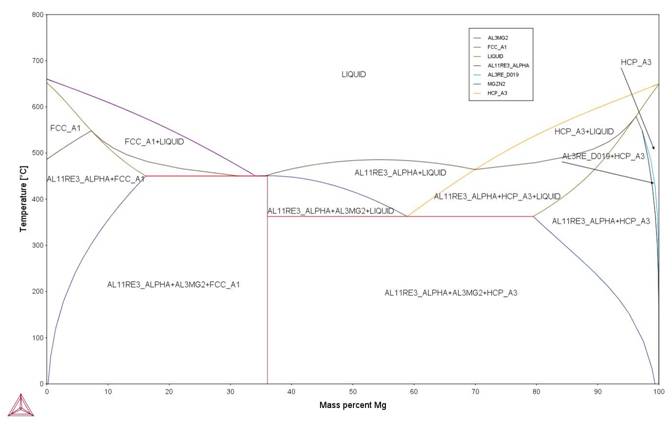 800
700
600
500
400
300
200
100
0
Temperature [°C]
0
10
20
30
40
50
60
70
80
90
100
Mass percent Mg
AL3MG2
FCC_A1
LIQUID
AL11RE3_ALPHA
AL3RE_D019
MGZN2
HCP_A3
HCP_A3
LIQUID
FCC_A1
FCC_A1+LIQUID
HCP_A3+LIQUID
AL3RE_D019+HCP_A3
AL11RE3_ALPHA+FCC_A1
AL11RE3_ALPHA+LIQUID
AL11RE3_ALPHA+HCP_A3+LIQUID
AL11RE3_ALPHA+AL3MG2+LIQUID
AL11RE3_ALPHA+HCP_A3
AL11RE3_ALPHA+AL3MG2+FCC_A1
AL11RE3_ALPHA+AL3MG2+HCP_A3